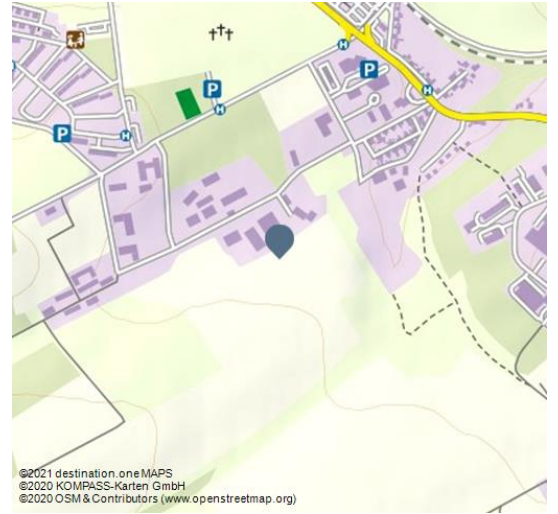 P
H
P
H
P
H
H
©2021 destination.one MAPS
©2020 KOMPASS-Karten GmbH
©2020 OSM & Contributors (www.openstreetmap.org)